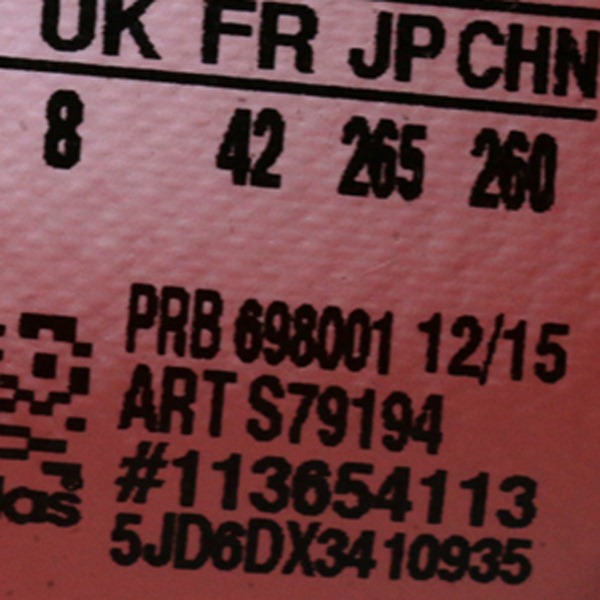 UK FR JP CHN
8 42 265 260
PRB 698001 12/15
ART S79194
#113654113
5JD6DX3410935